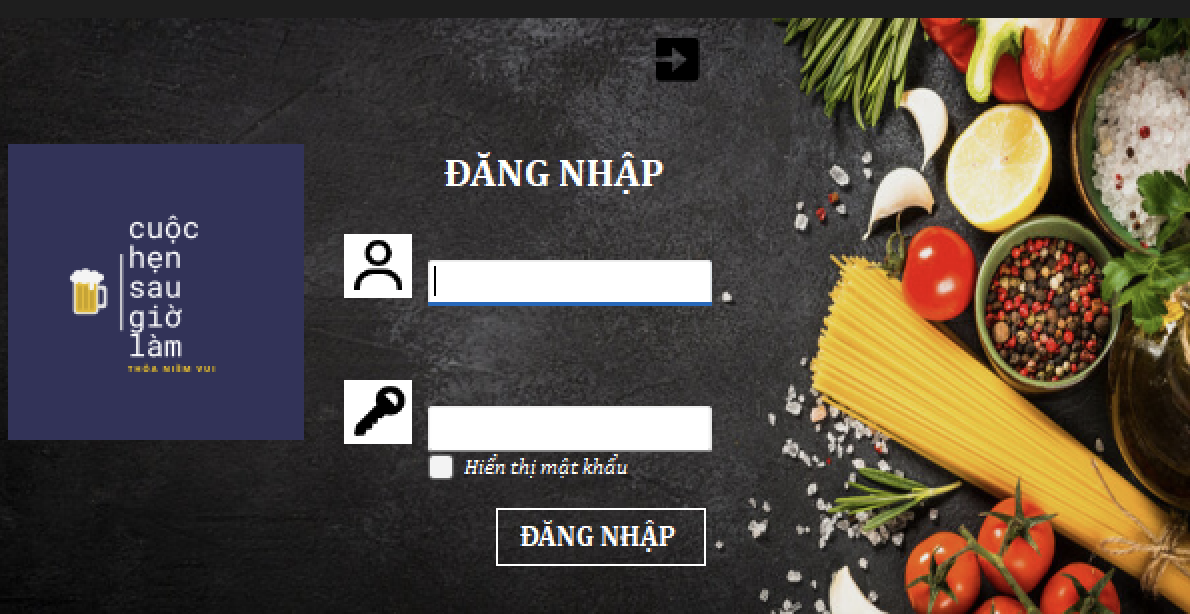 ĐĂNG NHẬP
cuộc
hẹn
sau
giờ
làm
THỎA NIỀM VUI
Hiển thị mật khẩu
ĐĂNG NHẬP